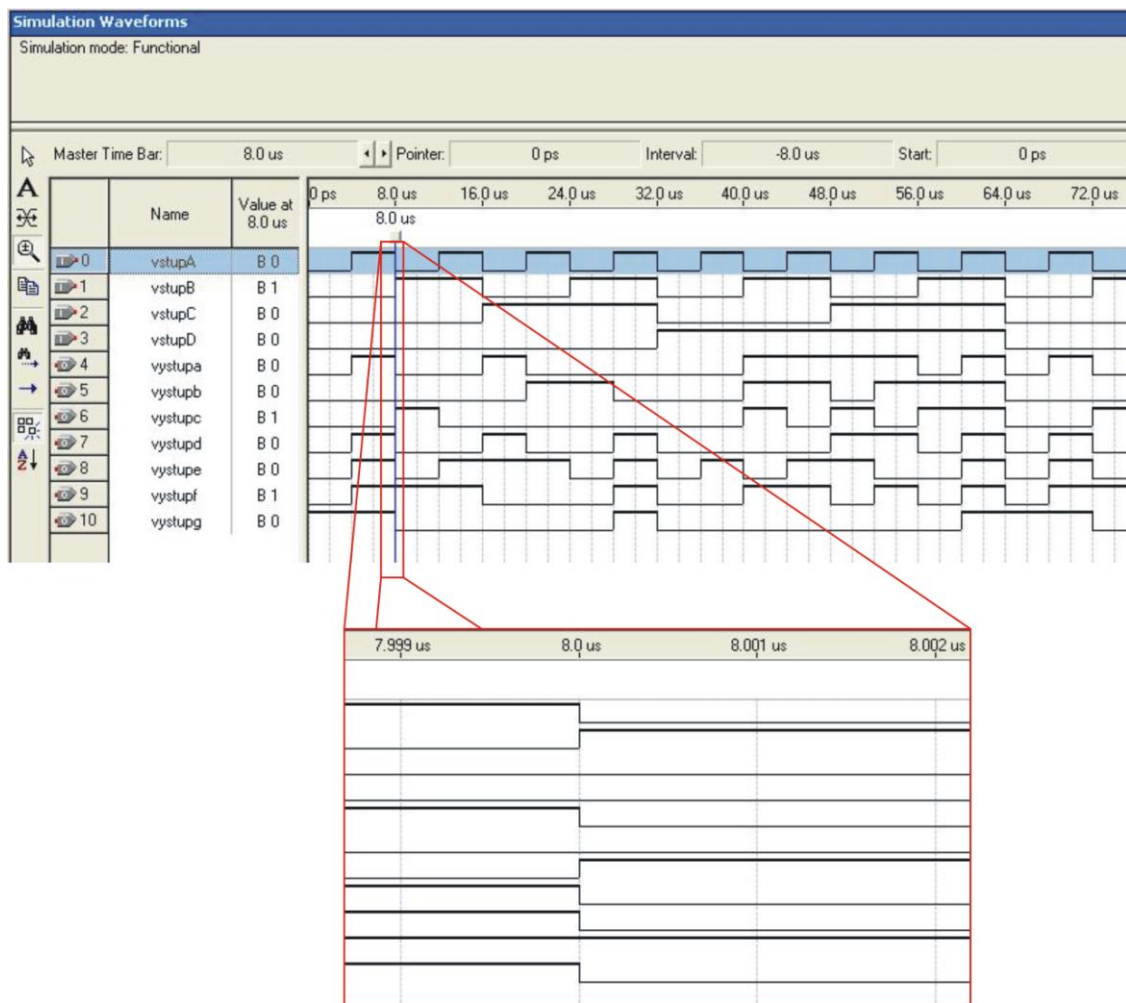 Simulation Waveforms
Simulation mode: Functional
Master Time Bar: 8.0 us Pointer: 0 ps Interval: -8.0 us Start: 0 ps
Name Value at 8.0 us
0 ps 8.0 us 16.0 us 24.0 us 32.0 us 40.0 us 48.0 us 56.0 us 64.0 us 72.0 us
8.0 us
0 vstupA B 0
1 vstupB B 1
2 vstupC B 0
3 vstupD B 0
4 vystupa B 0
5 vystupb B 0
6 vystupc B 1
7 vystupd B 0
8 vystupe B 0
9 vystupf B 1
10 vystupg B 0
7.999 us 8.0 us 8.001 us 8.002 us